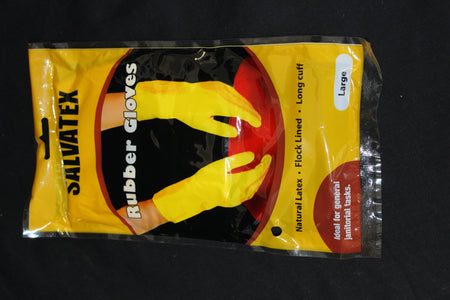 SALVATEX
Rubber Gloves
Natural Latex • Flock Lined • Long cuff
Large
Ideal for general
janitorial tasks.